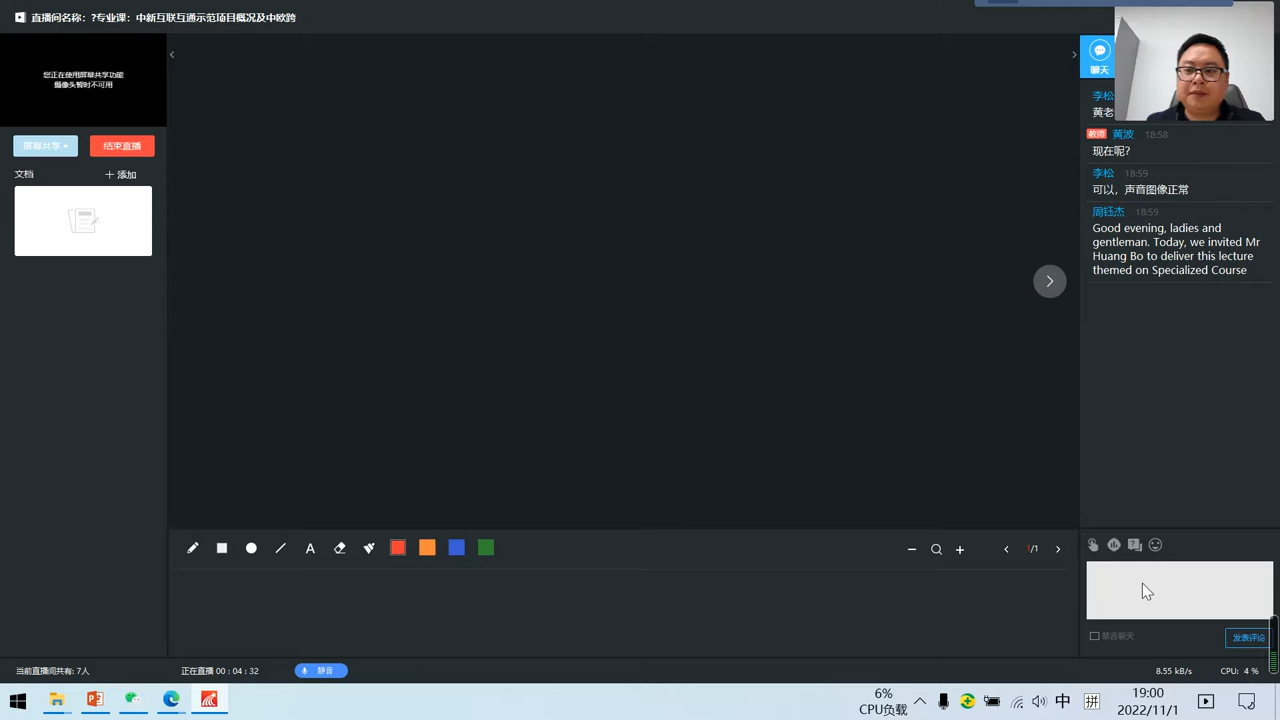 直播间名称：?专业课：中新互联互通示范项目概况及中欧跨
您正在使用屏幕共享功能
摄像头暂时不可用
屏幕共享
结束直播
文档
添加
聊天
李松
黄老
教师 黄波 18:58
现在呢？
李松 18:59
可以，声音图像正常
周钰杰 18:59
Good evening, ladies and
gentleman. Today, we invited Mr
Huang Bo to deliver this lecture
themed on Specialized Course
A
1/1
禁言聊天
发表评论
当前直播间共有: 7人
正在直播 00：04：32
静音
8.55 kB/s
CPU: 4 %
6%
CPU负载
中
拼
19:00
2022/11/1